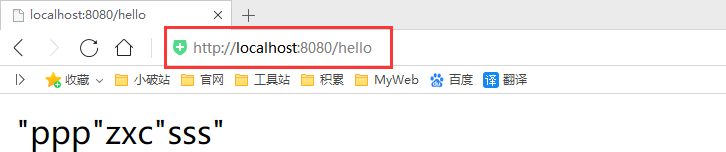 localhost:8080/hello
http://localhost:8080/hello
收藏 小破站 官网 工具站 积累 MyWeb 百度 译 翻译
"ppp"zxc"sss"